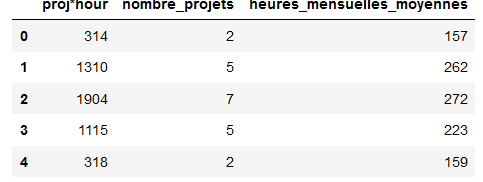 proj*hour nombre_projets heures_mensuelles_moyennes
0 314 2 157
1 1310 5 262
2 1904 7 272
3 1115 5 223
4 318 2 159